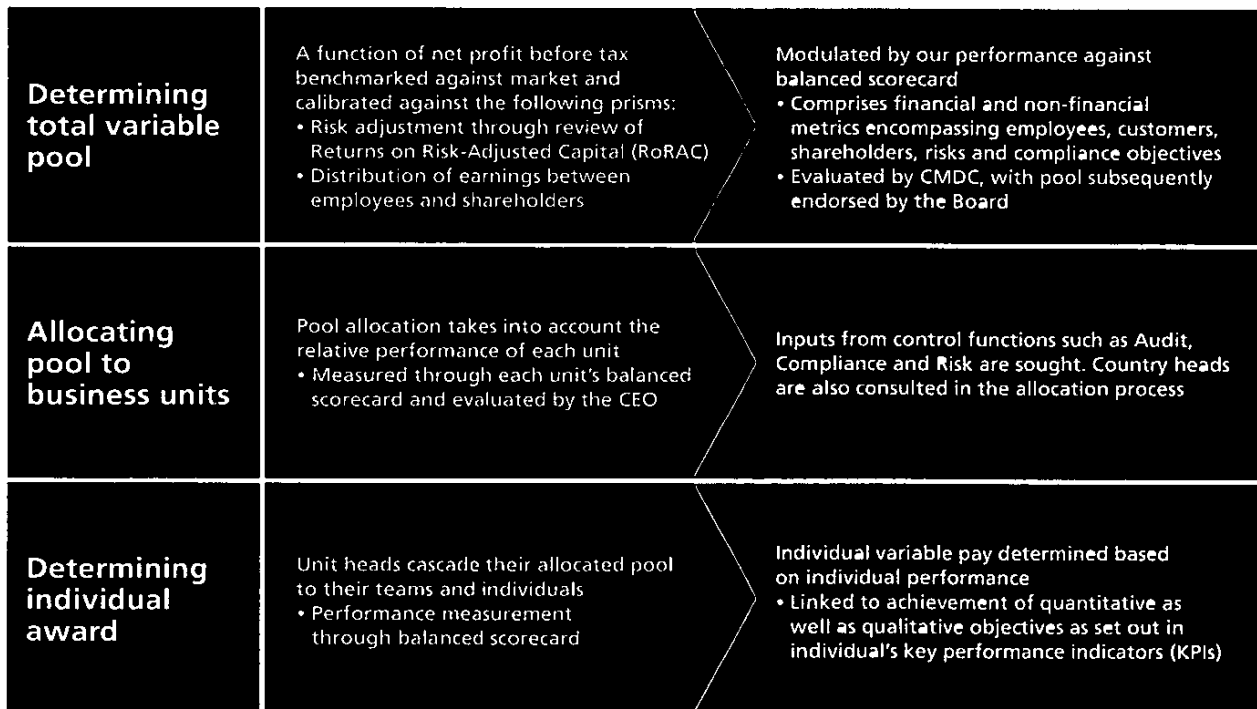 Determining
total variable
pool
A function of net profit before tax
benchmarked against market and
calibrated against the following prisms:
• Risk adjustment through review of
Returns on Risk-Adjusted Capital (RoRAC)
• Distribution of earnings between
employees and shareholders
Modulated by our performance against
balanced scorecard
• Comprises financial and non-financial
metrics encompassing employees, customers,
shareholders, risks and compliance objectives
• Evaluated by CMDC, with pool subsequently
endorsed by the Board
Allocating
pool to
business units
Pool allocation takes into account the
relative performance of each unit
• Measured through each unit's balanced
scorecard and evaluated by the CEO
Inputs from control functions such as Audit,
Compliance and Risk are sought. Country heads
are also consulted in the allocation process
Determining
individual
award
Unit heads cascade their allocated pool
to their teams and individuals
• Performance measurement
through balanced scorecard
Individual variable pay determined based
on individual performance
• Linked to achievement of quantitative as
well as qualitative objectives as set out in
individual's key performance indicators (KPIs)